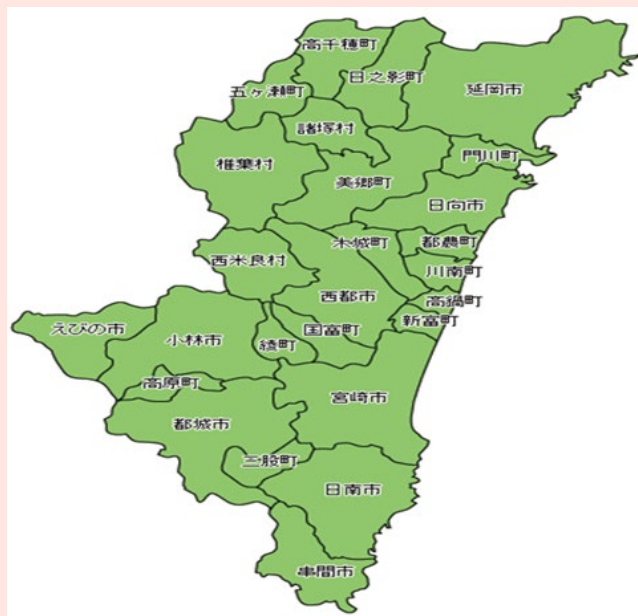 高千穂町
日之影町
延岡市
五ヶ瀬町
諸塚村
門川町
椎葉村
美郷町
日向市
木城町
都農町
西米良村
川南町
西都市
高鍋町
新富町
えびの市
小林市
綾町
国富町
高原町
宮崎市
都城市
三股町
日南市
串間市